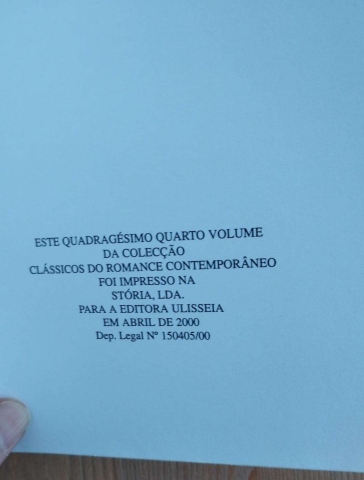 ESTE QUADRAGÉSIMO QUARTO VOLUME
DA COLECÇÃO
CLÁSSICOS DO ROMANCE CONTEMPORÂNEO
FOI IMPRESSO NA
STÓRIA, LDA.
PARA A EDITORA ULISSEIA
EM ABRIL DE 2000
Dep. Legal Nº 150405/00